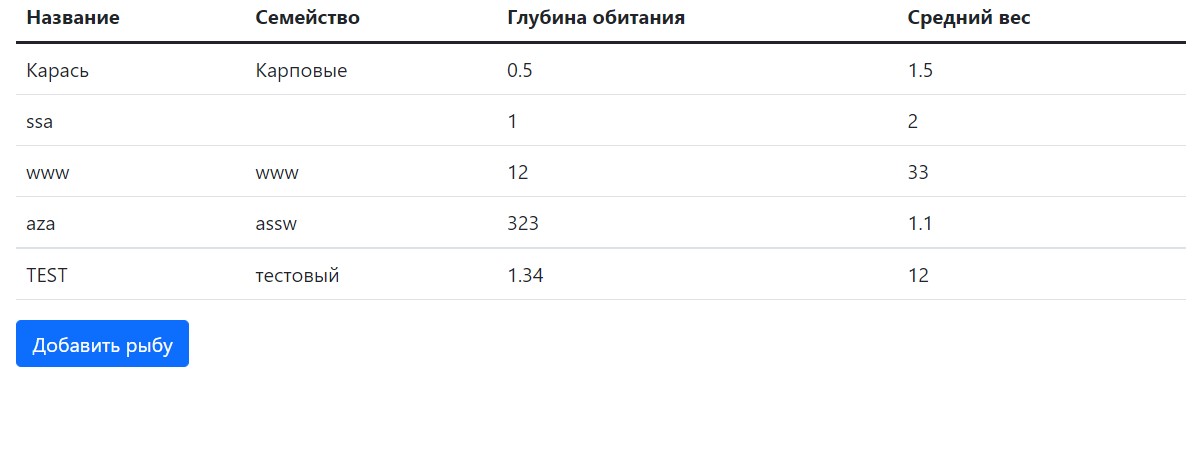 Название Семейство Глубина обитания Средний вес
Карась Карповые 0.5 1.5
ssa 1 2
www www 12 33
aza assw 323 1.1
TEST тестовый 1.34 12
Добавить рыбу